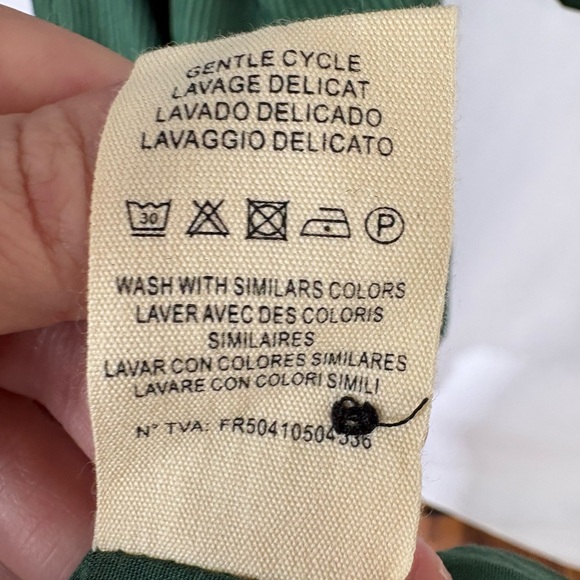 GENTLE CYCLE
LAVAGE DELICAT
LAVADO DELICADO
LAVAGGIO DELICATO
30 P
WASH WITH SIMILARS COLORS
LAVER AVEC DES COLORIS
SIMILAIRES
LAVAR CON COLORES SIMILARES
LAVARE CON COLORI SIMILI
N° TVA: